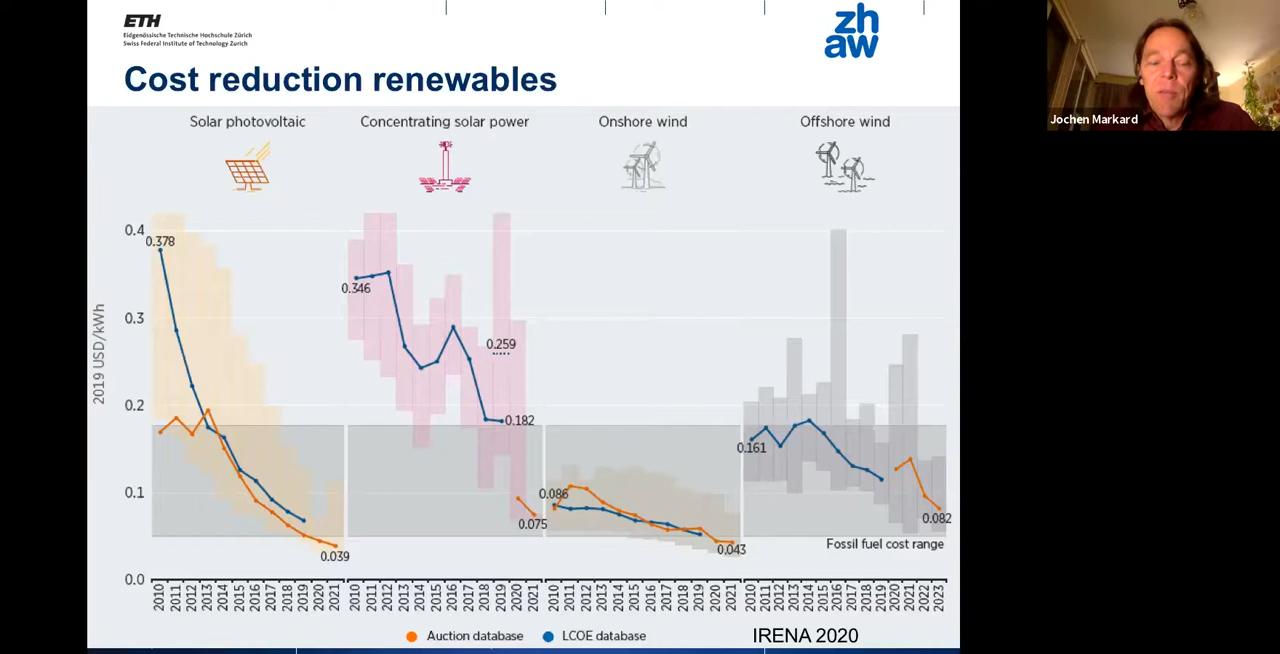 ETH
Eidgenössische Technische Hochschule Zürich
Swiss Federal Institute of Technology Zurich
zh
aw
Jochen Markard
Cost reduction renewables
Solar photovoltaic
Concentrating solar power
Onshore wind
Offshore wind
2019 USD/kWh
0.4
0.3
0.2
0.1
0.0
0.378
0.039
0.346
0.259
0.182
0.075
0.086
0.043
0.161
0.082
Fossil fuel cost range
2010 2011 2012 2013 2014 2015 2016 2017 2018 2019 2020 2021
2010 2011 2012 2013 2014 2015 2016 2017 2018 2019 2020 2021
2010 2011 2012 2013 2014 2015 2016 2017 2018 2019 2020 2021
2010 2011 2012 2013 2014 2015 2016 2017 2018 2019 2020 2021 2022 2023
Auction database
LCOE database
IRENA 2020